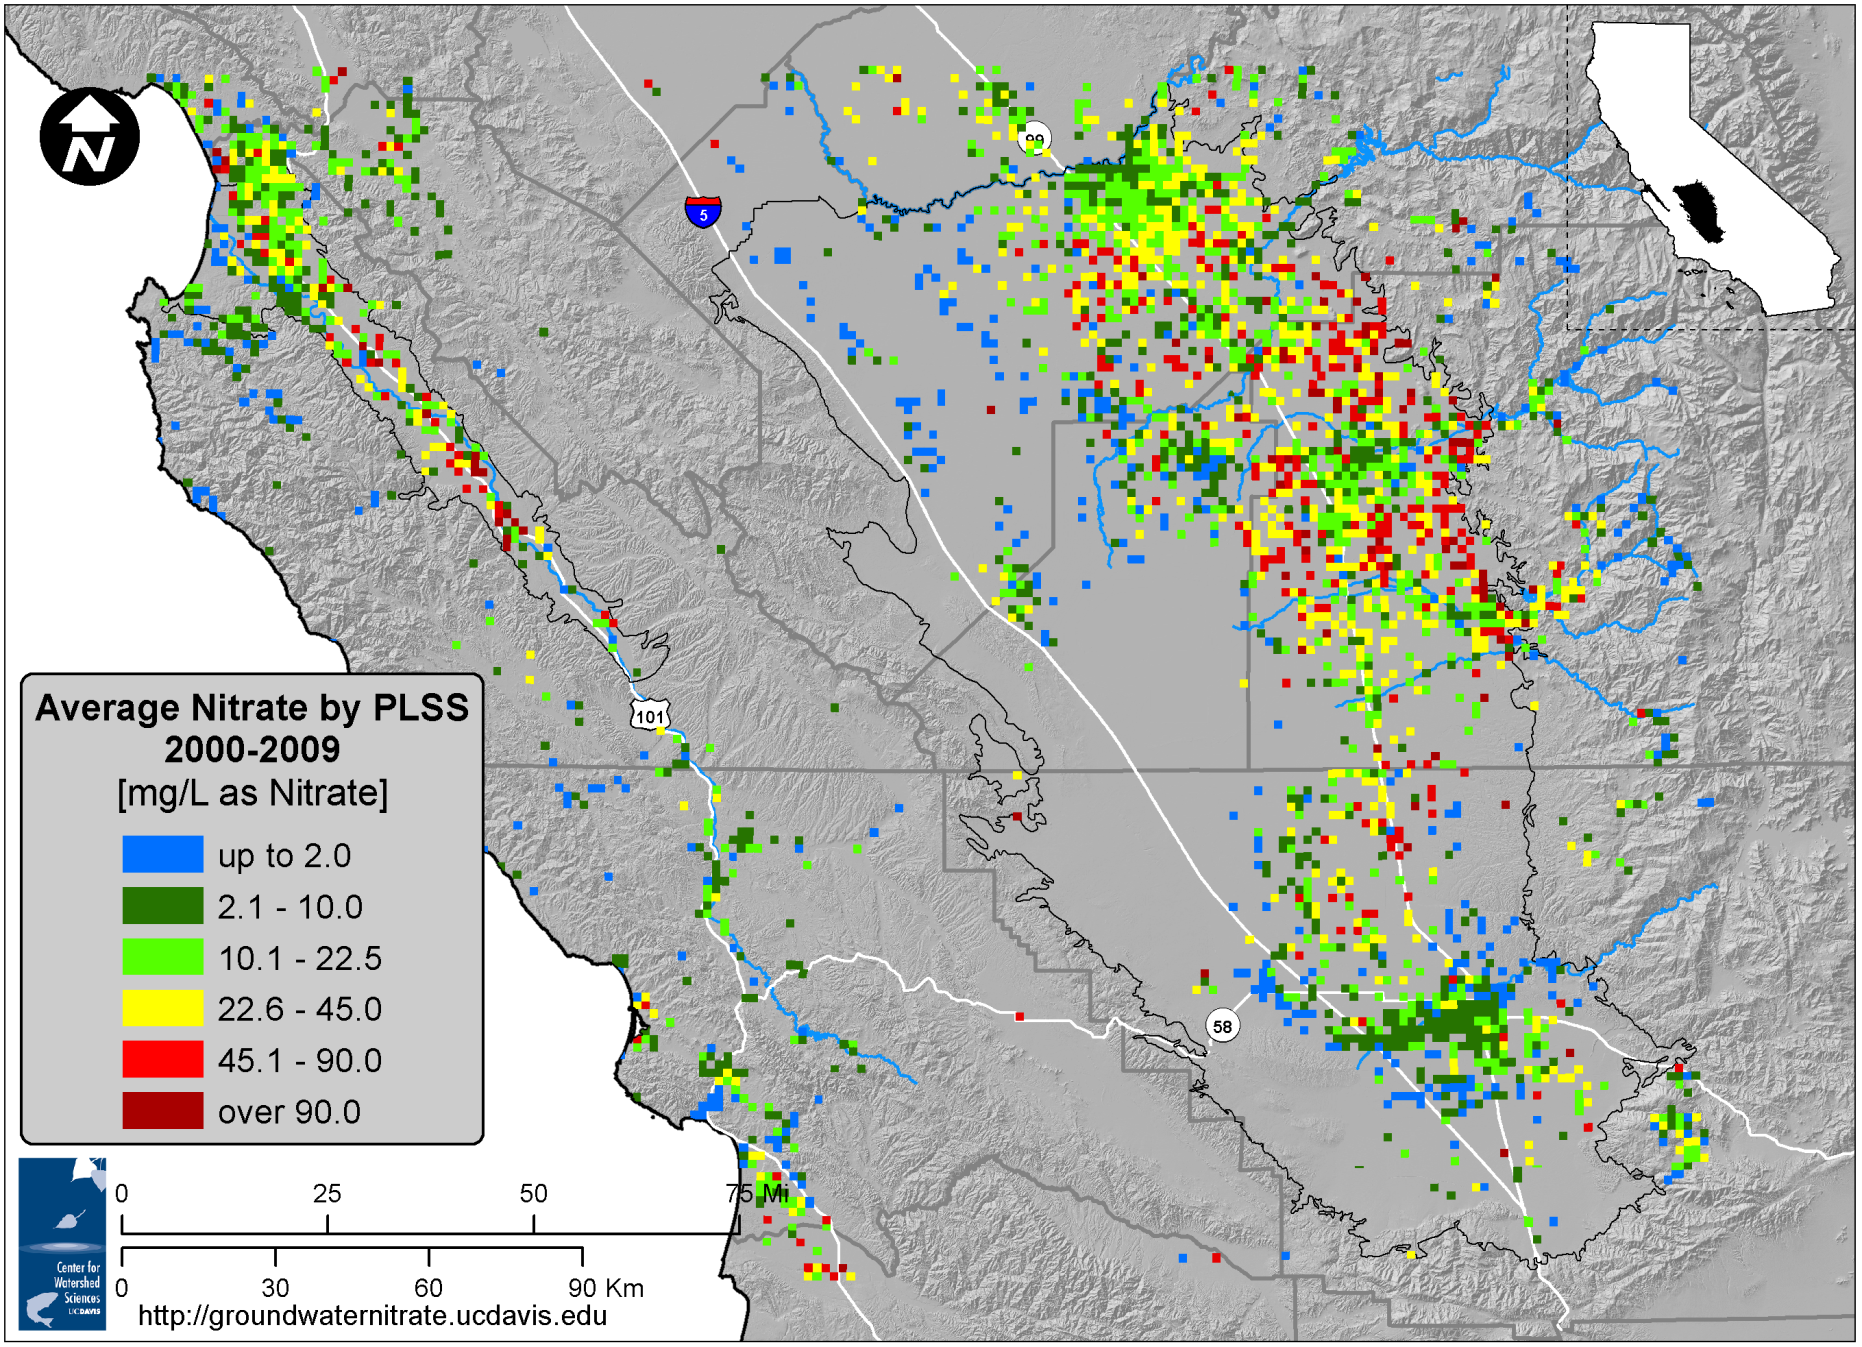 N
99
5
101
58
Average Nitrate by PLSS
2000-2009
[mg/L as Nitrate]
up to 2.0
2.1 - 10.0
10.1 - 22.5
22.6 - 45.0
45.1 - 90.0
over 90.0
0 25 50 75 Mi
0 30 60 90 Km
Center for
Watershed
Sciences
UCDAVIS
http://groundwaternitrate.ucdavis.edu